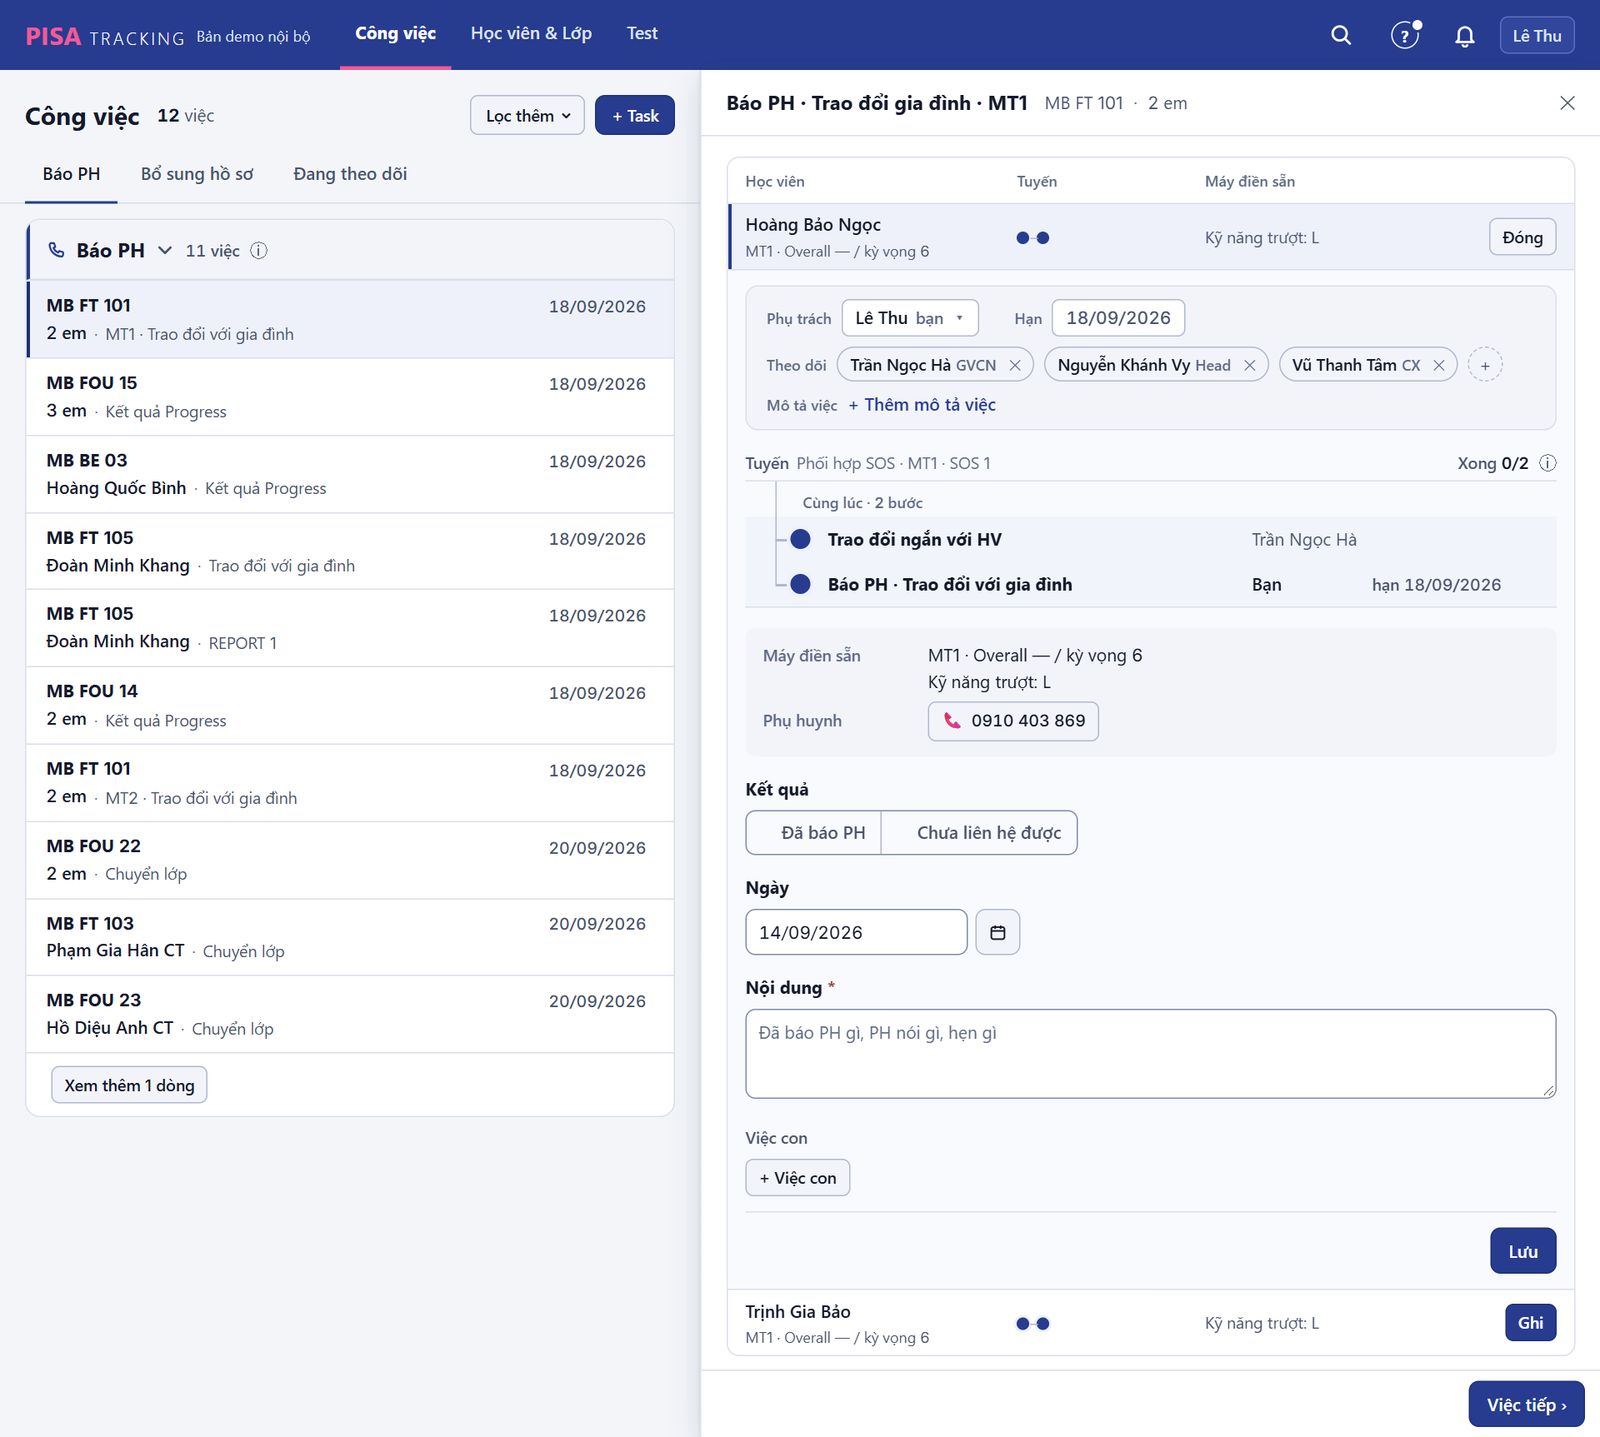 PISA TRACKING Bản demo nội bộ Công việc Học viên & Lớp Test ? Lê Thu
Công việc 12 việc Lọc thêm + Task
Báo PH Bổ sung hồ sơ Đang theo dõi
Báo PH 11 việc i
MB FT 101 18/09/2026
2 em · MT1 · Trao đổi với gia đình
MB FOU 15 18/09/2026
3 em · Kết quả Progress
MB BE 03 18/09/2026
Hoàng Quốc Bình · Kết quả Progress
MB FT 105 18/09/2026
Đoàn Minh Khang · Trao đổi với gia đình
MB FT 105 18/09/2026
Đoàn Minh Khang · REPORT 1
MB FOU 14 18/09/2026
2 em · Kết quả Progress
MB FT 101 18/09/2026
2 em · MT2 · Trao đổi với gia đình
MB FOU 22 20/09/2026
2 em · Chuyển lớp
MB FT 103 20/09/2026
Phạm Gia Hân CT · Chuyển lớp
MB FOU 23 20/09/2026
Hồ Diệu Anh CT · Chuyển lớp
Xem thêm 1 dòng
Báo PH · Trao đổi gia đình · MT1 MB FT 101 · 2 em
Học viên Tuyến Máy điền sẵn
Hoàng Bảo Ngọc
MT1 · Overall — / kỳ vọng 6
Kỹ năng trượt: L Đóng
Phụ trách Lê Thu bạn Hạn 18/09/2026
Theo dõi Trần Ngọc Hà GVCN Nguyễn Khánh Vy Head Vũ Thanh Tâm CX +
Mô tả việc + Thêm mô tả việc
Tuyến Phối hợp SOS · MT1 · SOS 1 Xong 0/2 i
Cùng lúc · 2 bước
Trao đổi ngắn với HV Trần Ngọc Hà
Báo PH · Trao đổi với gia đình Bạn hạn 18/09/2026
Máy điền sẵn MT1 · Overall — / kỳ vọng 6
Kỹ năng trượt: L
Phụ huynh 0910 403 869
Kết quả
Đã báo PH Chưa liên hệ được
Ngày
14/09/2026
Nội dung *
Đã báo PH gì, PH nói gì, hẹn gì
Việc con
+ Việc con
Lưu
Trịnh Gia Bảo
MT1 · Overall — / kỳ vọng 6
Kỹ năng trượt: L Ghi
Việc tiếp ›